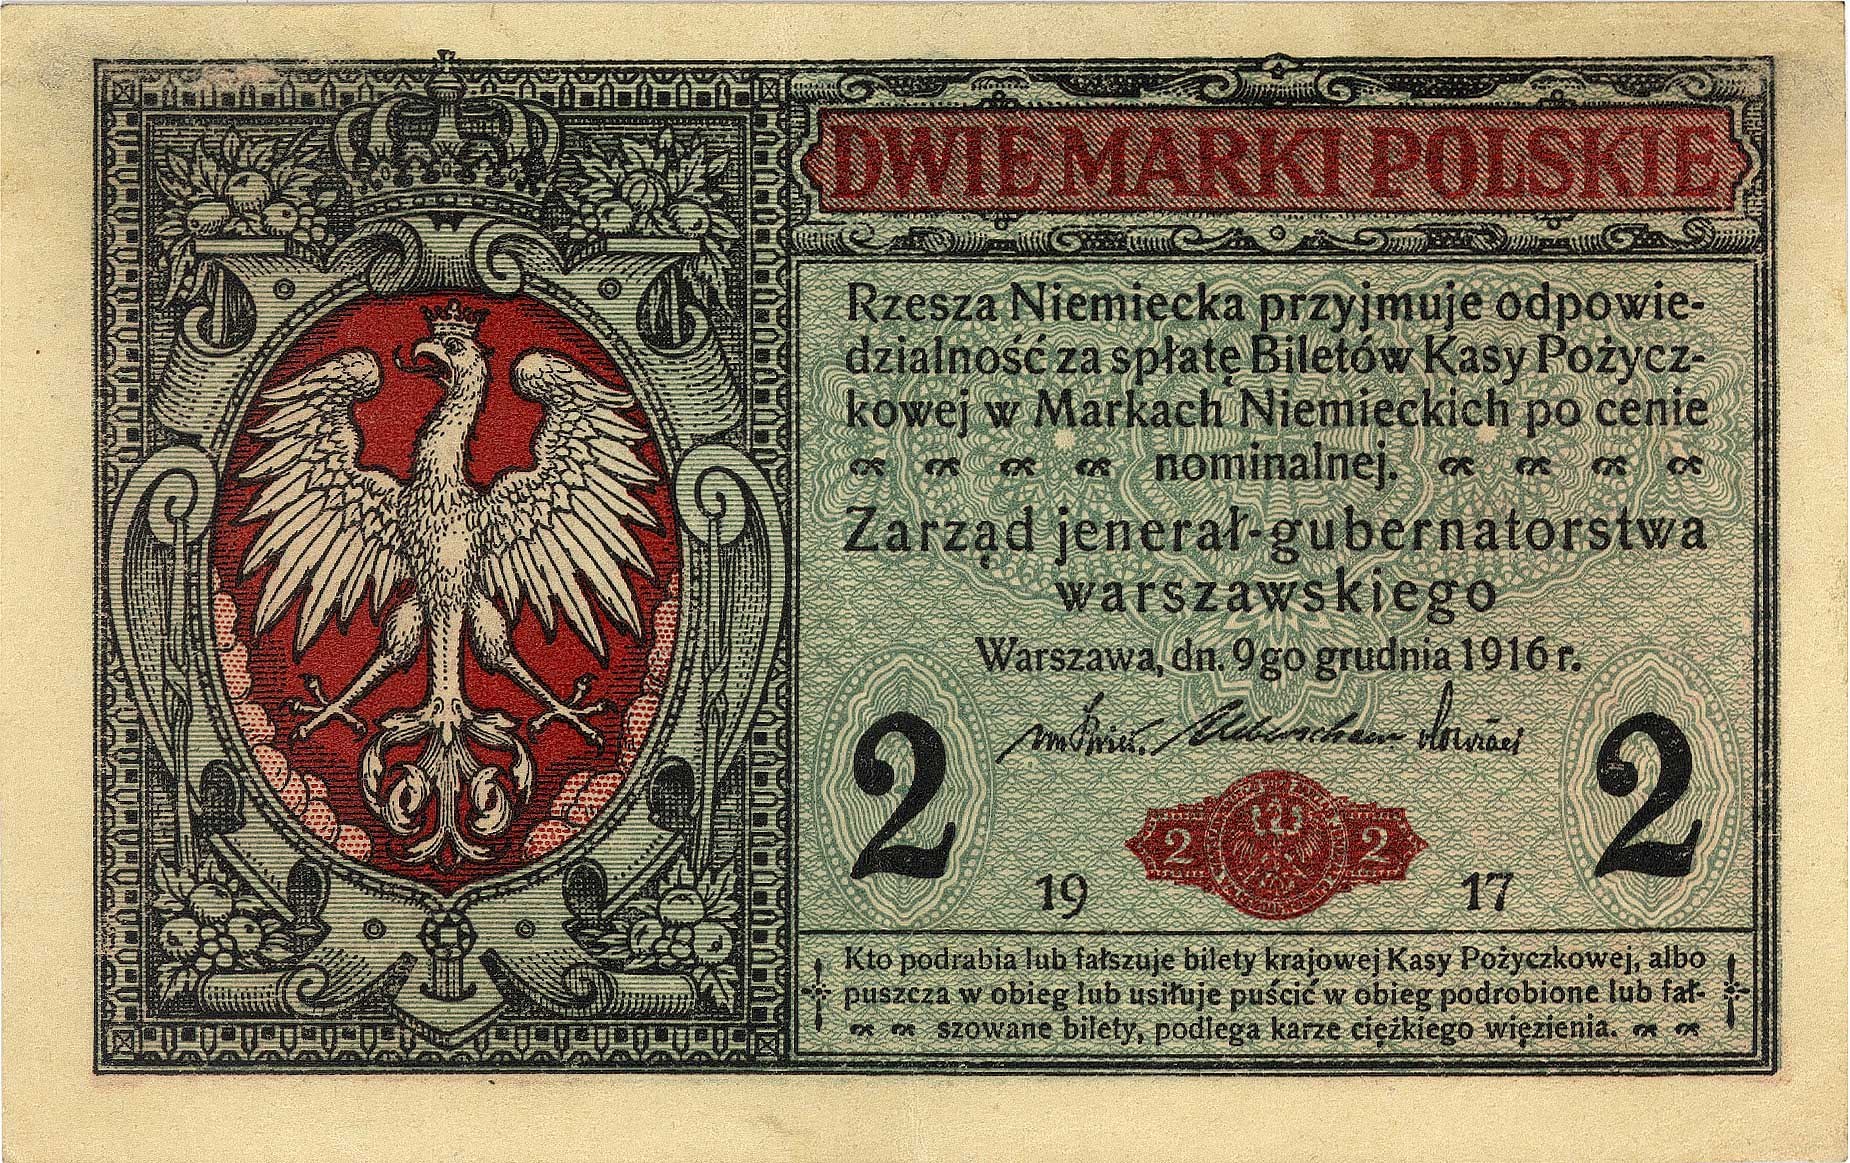 DWIE MARKI POLSKIE
Rzesza Niemiecka przyjmuje odpowie-
dzialność za spłatę Biletów Kasy Pożycz-
kowej w Markach Niemieckich po cenie
nominalnej.
Zarząd jenerał-gubernatorstwa
warszawskiego
Warszawa, dn. 9go grudnia 1916 r.
2 2
2 2
19 17
Kto podrabia lub fałszuje bilety krajowej Kasy Pożyczkowej, albo
puszcza w obieg lub usiłuje puścić w obieg podrobione lub fał-
szowane bilety, podlega karze ciężkiego więzienia.